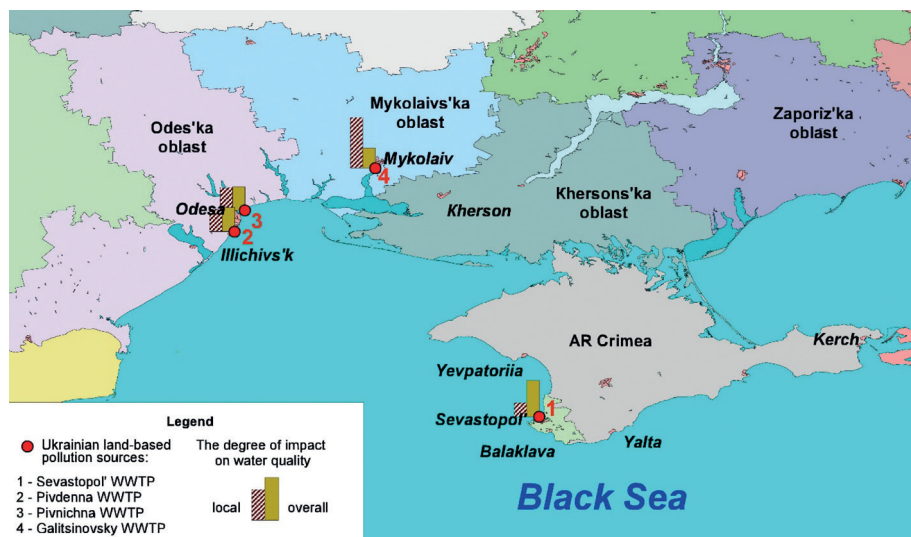 Mykolaivs'ka
oblast
Odes'ka
oblast
Zaporiz'ka
oblast
Mykolaiv
4
Khersons'ka
oblast
Kherson
Odesa
3
2
Illichivs'k
AR Crimea
Kerch
Yevpatoriia
1
Sevastopol'
Balaklava
Yalta
Black Sea
Legend
Ukrainian land-based
pollution sources:
1 - Sevastopol' WWTP
2 - Pivdenna WWTP
3 - Pivnichna WWTP
4 - Galitsinovsky WWTP
The degree of impact
on water quality
local overall